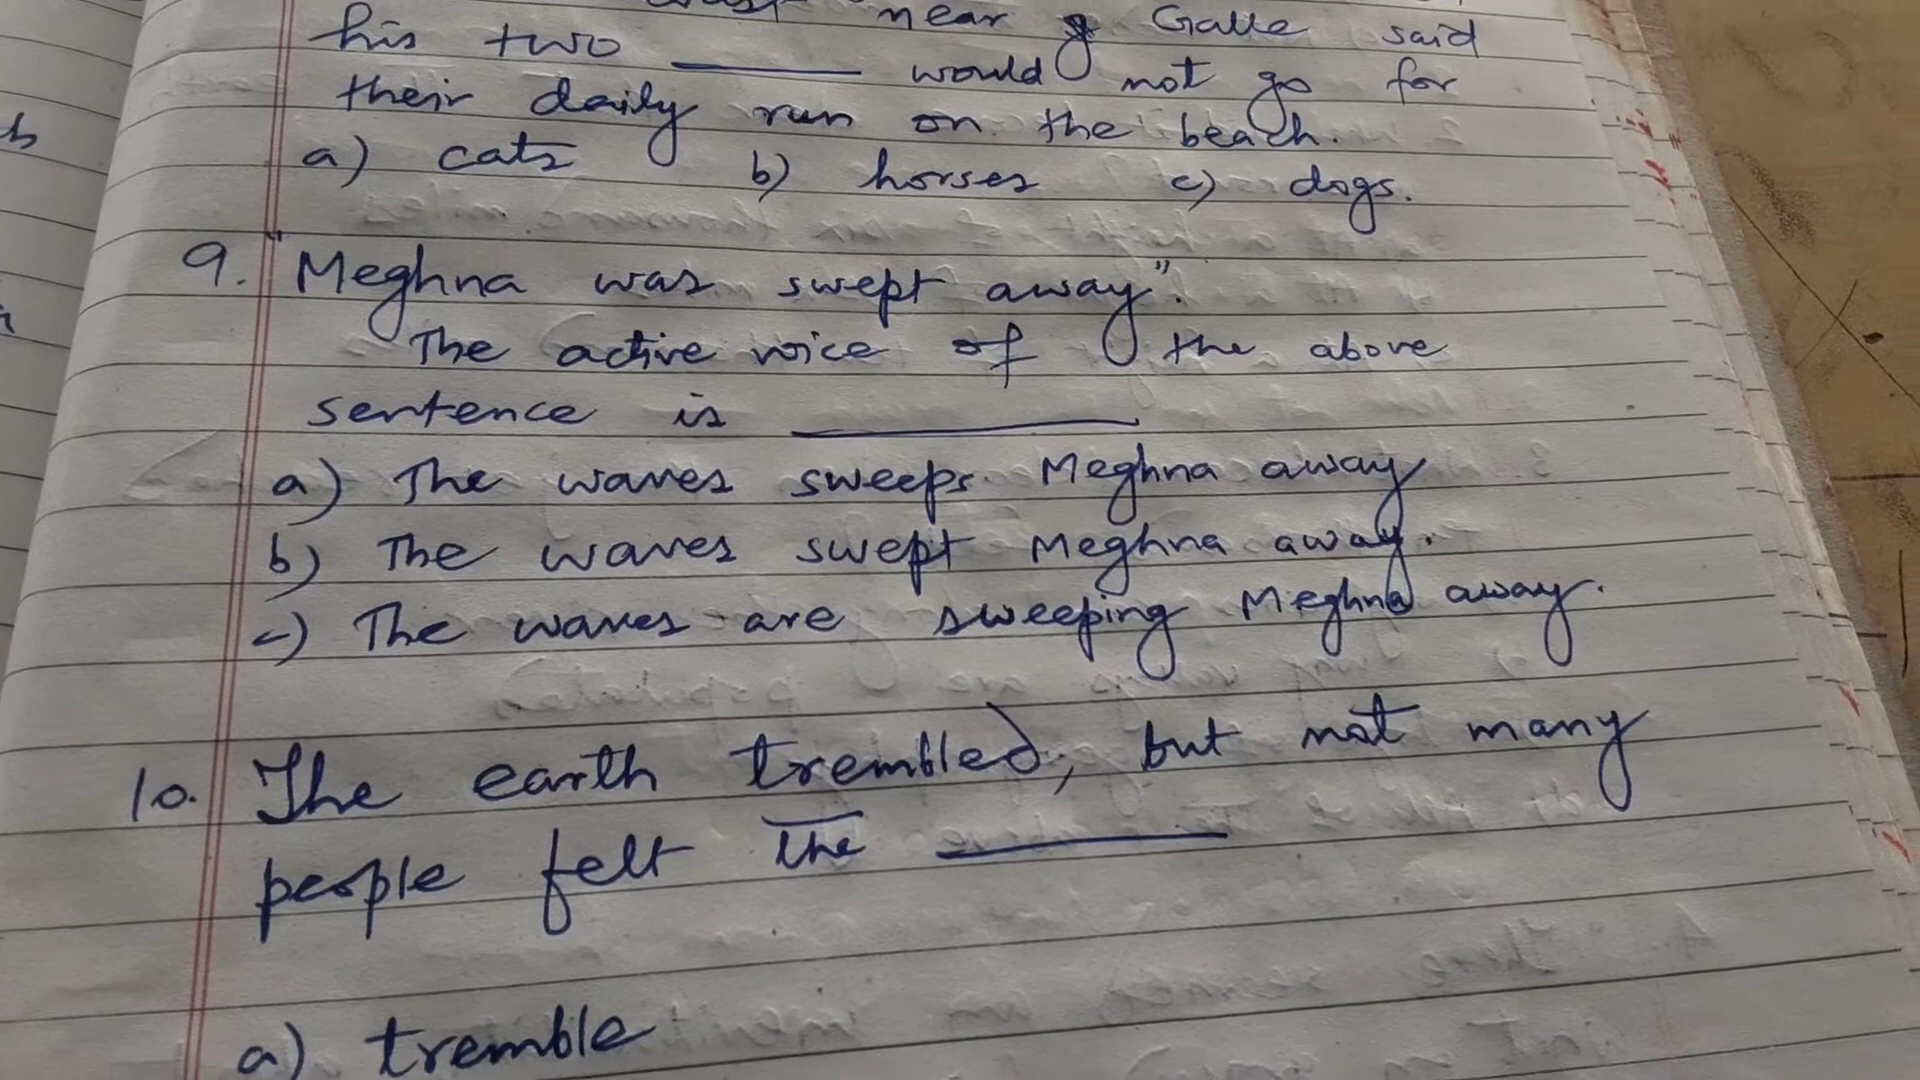 near Galle said
his two ______ would not go for
their daily run on the beach.
a) cats b) horses c) dogs.
9. "Meghna was swept away".
The active voice of the above
sentence is ______
a) The waves sweeps Meghna away
b) The waves swept Meghna away.
c) The waves are sweeping Meghna away.
10. The earth trembled, but not many
people felt the ______
a) tremble